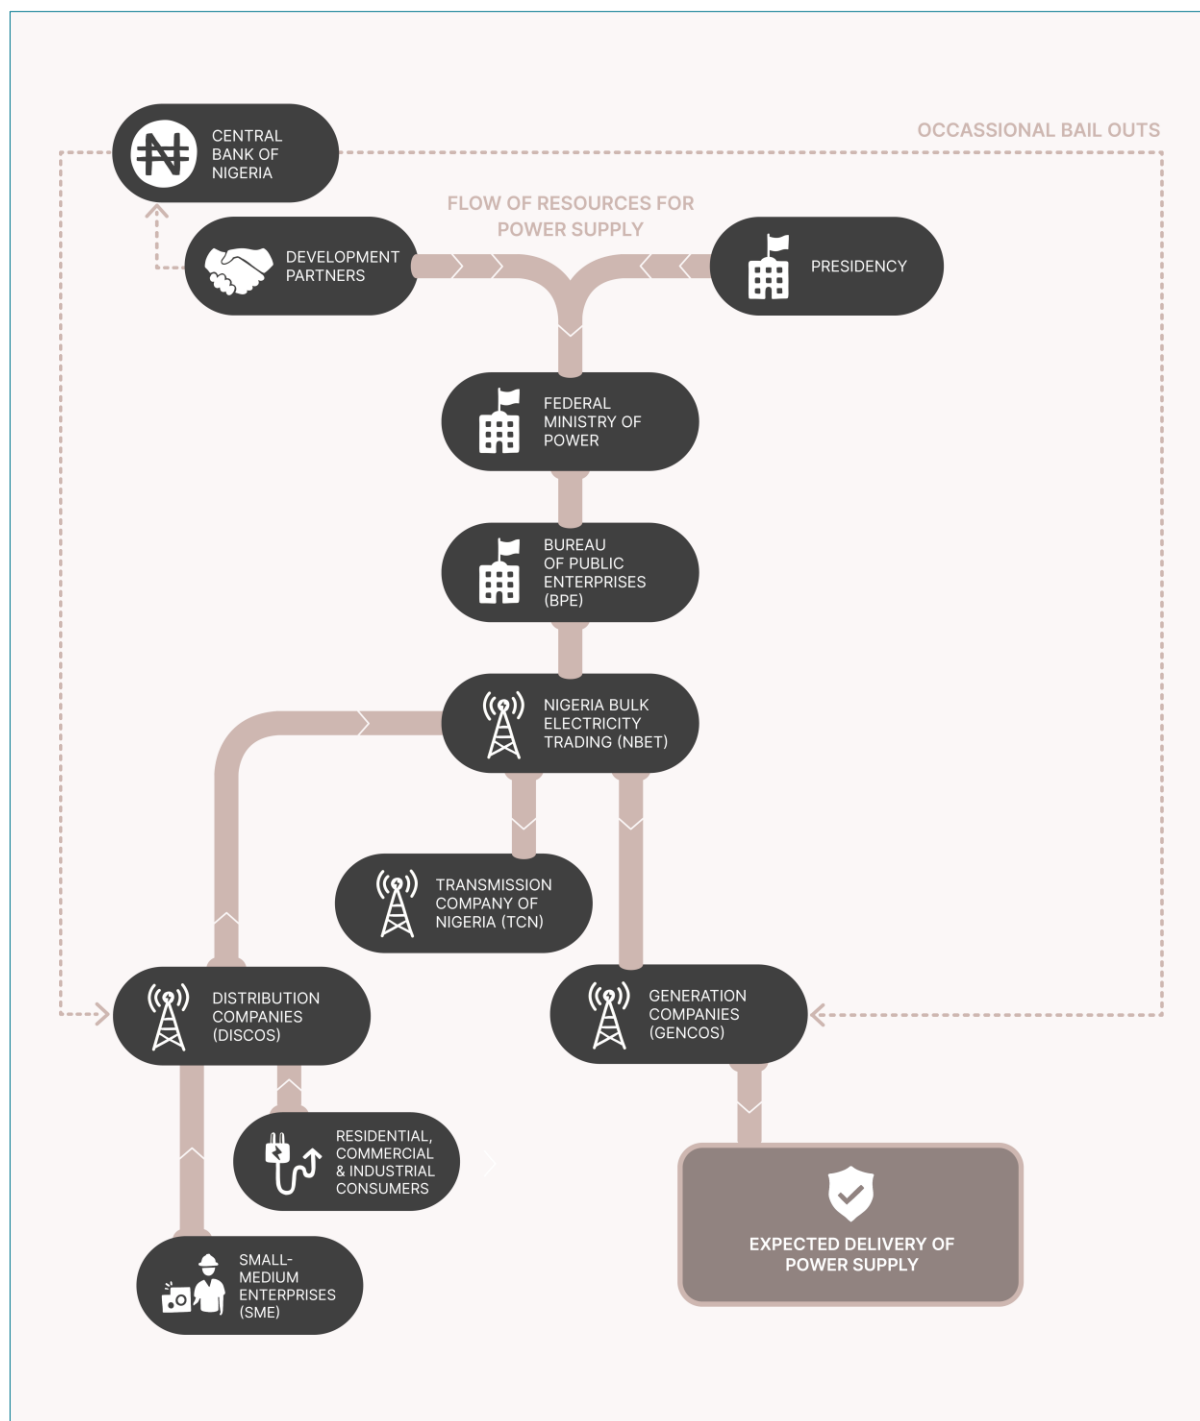 CENTRAL
BANK OF
NIGERIA
OCCASSIONAL BAIL OUTS
FLOW OF RESOURCES FOR
POWER SUPPLY
DEVELOPMENT
PARTNERS
PRESIDENCY
FEDERAL
MINISTRY OF
POWER
BUREAU
OF PUBLIC
ENTERPRISES
(BPE)
NIGERIA BULK
ELECTRICITY
TRADING (NBET)
TRANSMISSION
COMPANY OF
NIGERIA (TCN)
DISTRIBUTION
COMPANIES
(DISCOS)
GENERATION
COMPANIES
(GENCOS)
RESIDENTIAL,
COMMERCIAL
& INDUSTRIAL
CONSUMERS
EXPECTED DELIVERY OF
POWER SUPPLY
SMALL-
MEDIUM
ENTERPRISES
(SME)